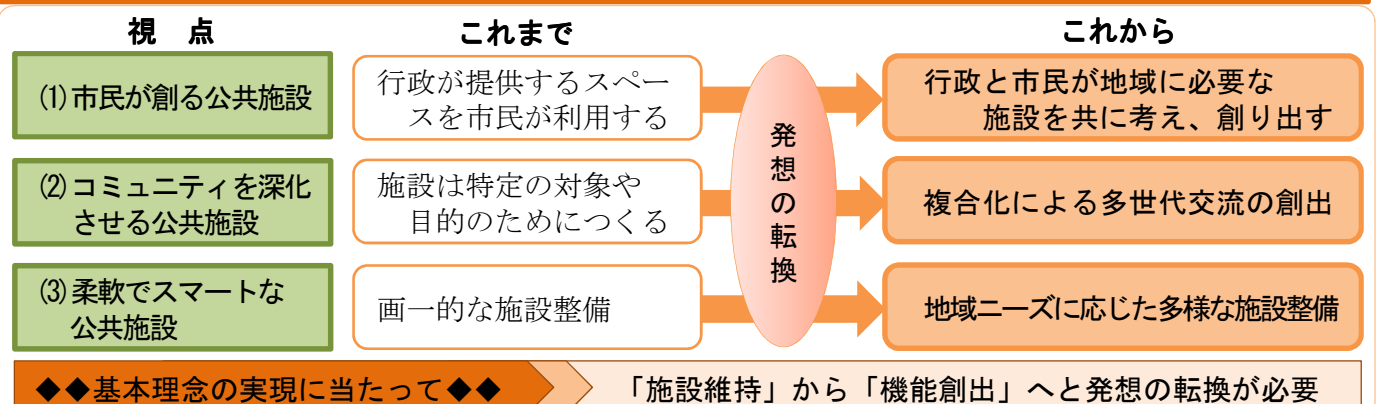 視　点
これまで
これから
(1)市民が創る公共施設
行政が提供するスペー
スを市民が利用する
行政と市民が地域に必要な
施設を共に考え、創り出す
発想の転換
(2)コミュニティを深化
させる公共施設
施設は特定の対象や
目的のためにつくる
複合化による多世代交流の創出
(3)柔軟でスマートな
公共施設
画一的な施設整備
地域ニーズに応じた多様な施設整備
◆◆基本理念の実現に当たって◆◆
「施設維持」から「機能創出」へと発想の転換が必要